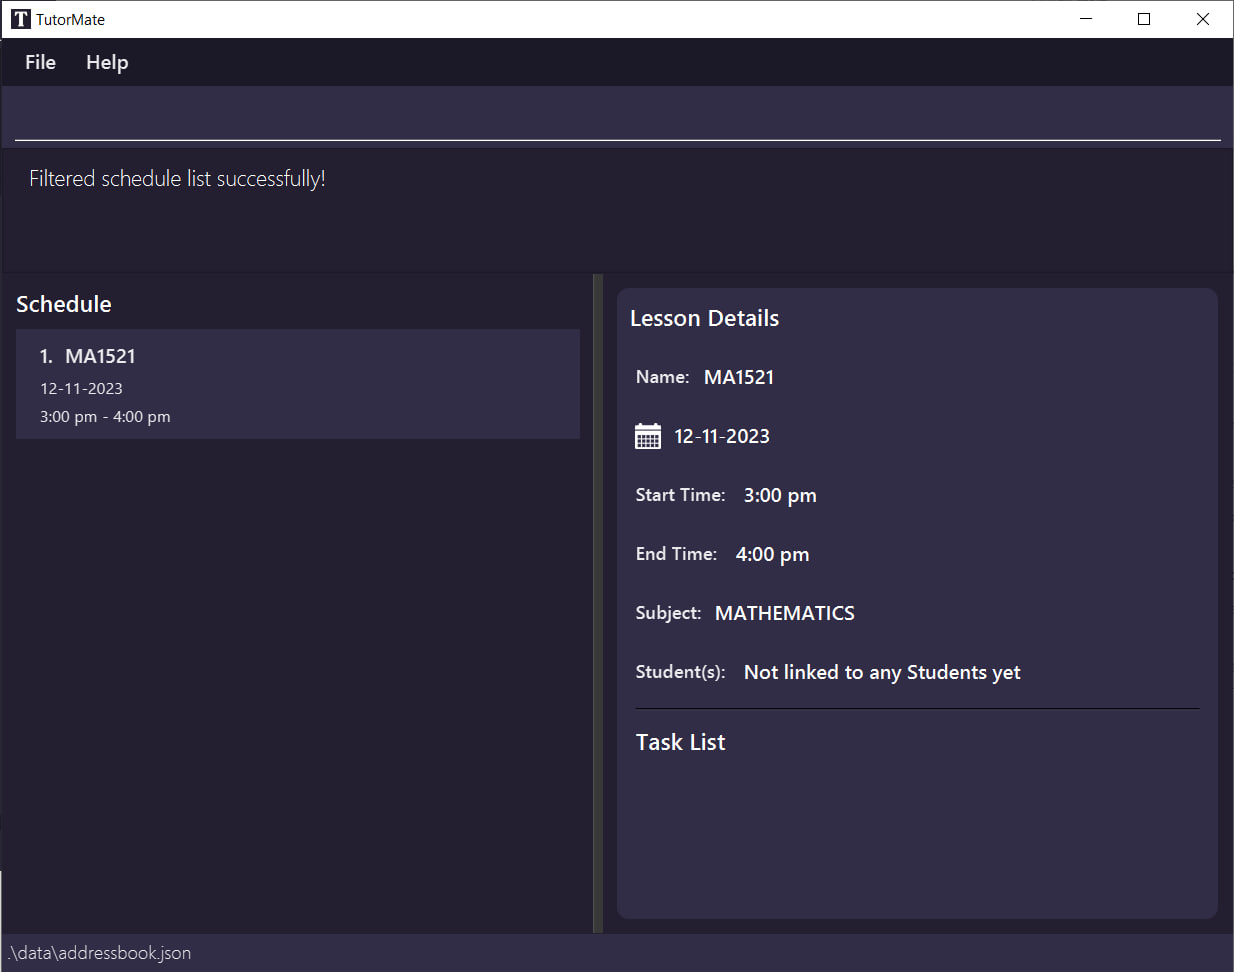 T TutorMate
File Help
Filtered schedule list successfully!
Schedule
1. MA1521
12-11-2023
3:00 pm - 4:00 pm
Lesson Details
Name: MA1521
12-11-2023
Start Time: 3:00 pm
End Time: 4:00 pm
Subject: MATHEMATICS
Student(s): Not linked to any Students yet
Task List
.\data\addressbook.json